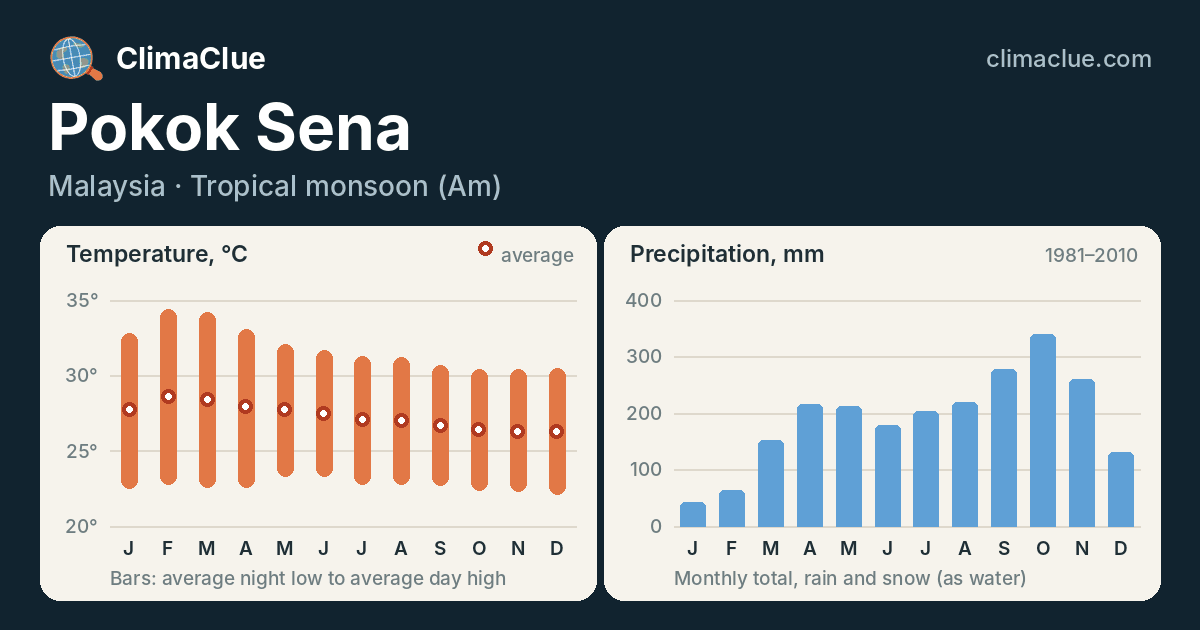 ClimaClue
climaclue.com
Pokok Sena
Malaysia · Tropical monsoon (Am)
Temperature, °C
average
35°
30°
25°
20°
J F M A M J J A S O N D
Bars: average night low to average day high
Precipitation, mm
1981–2010
400
300
200
100
0
J F M A M J J A S O N D
Monthly total, rain and snow (as water)